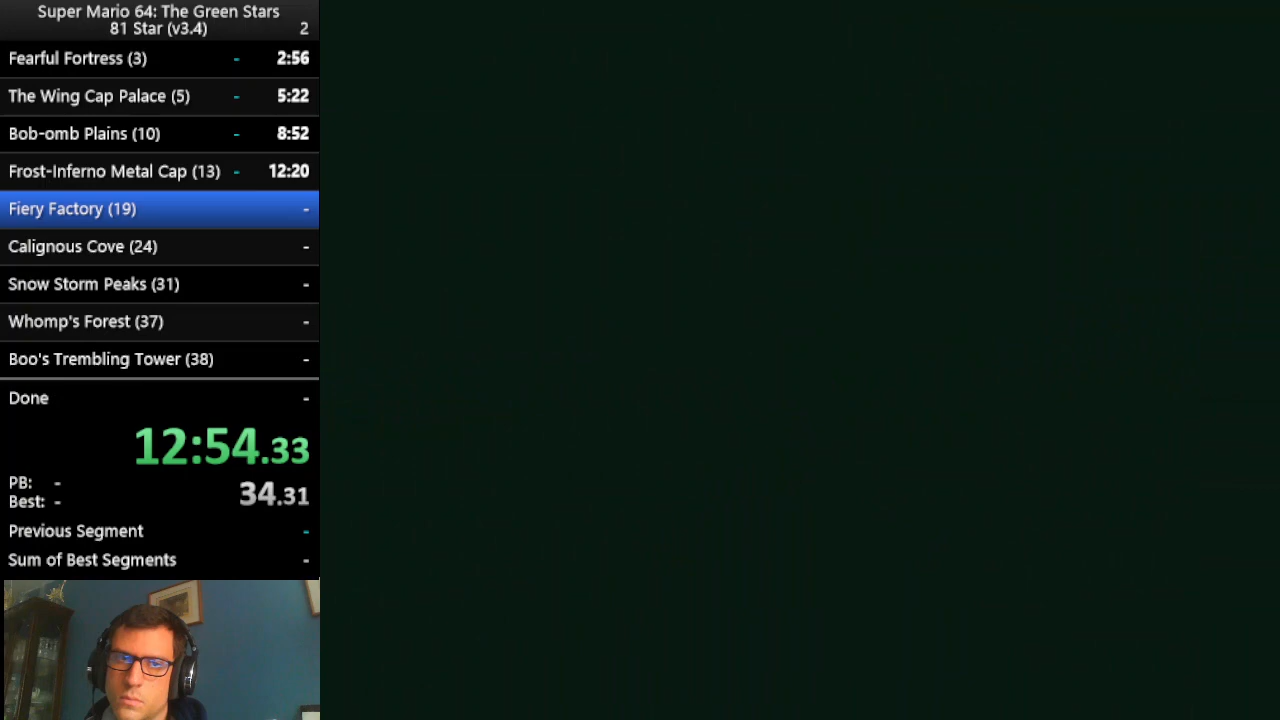 Super Mario 64: The Green Stars
81 Star (v3.4) 2
Fearful Fortress (3) - 2:56
The Wing Cap Palace (5) - 5:22
Bob-omb Plains (10) - 8:52
Frost-Inferno Metal Cap (13) - 12:20
Fiery Factory (19) -
Calignous Cove (24) -
Snow Storm Peaks (31) -
Whomp's Forest (37) -
Boo's Trembling Tower (38) -
Done -
12:54.33
PB: - 34.31
Best: -
Previous Segment -
Sum of Best Segments -